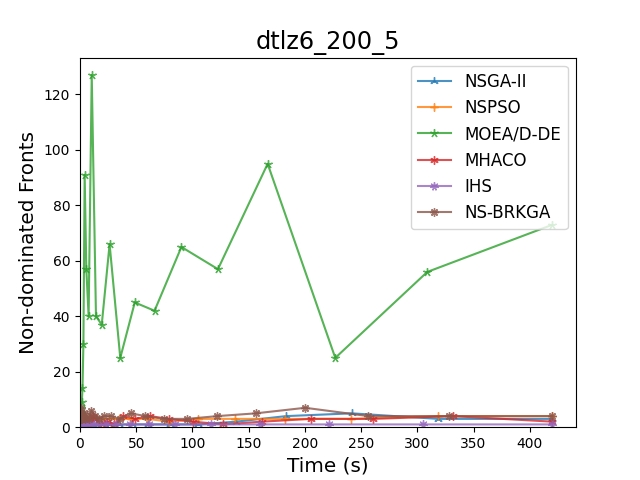 dtlz6_200_5
Non-dominated Fronts
120
100
80
60
40
20
0
0 50 100 150 200 250 300 350 400
Time (s)
NSGA-II
NSPSO
MOEA/D-DE
MHACO
IHS
NS-BRKGA